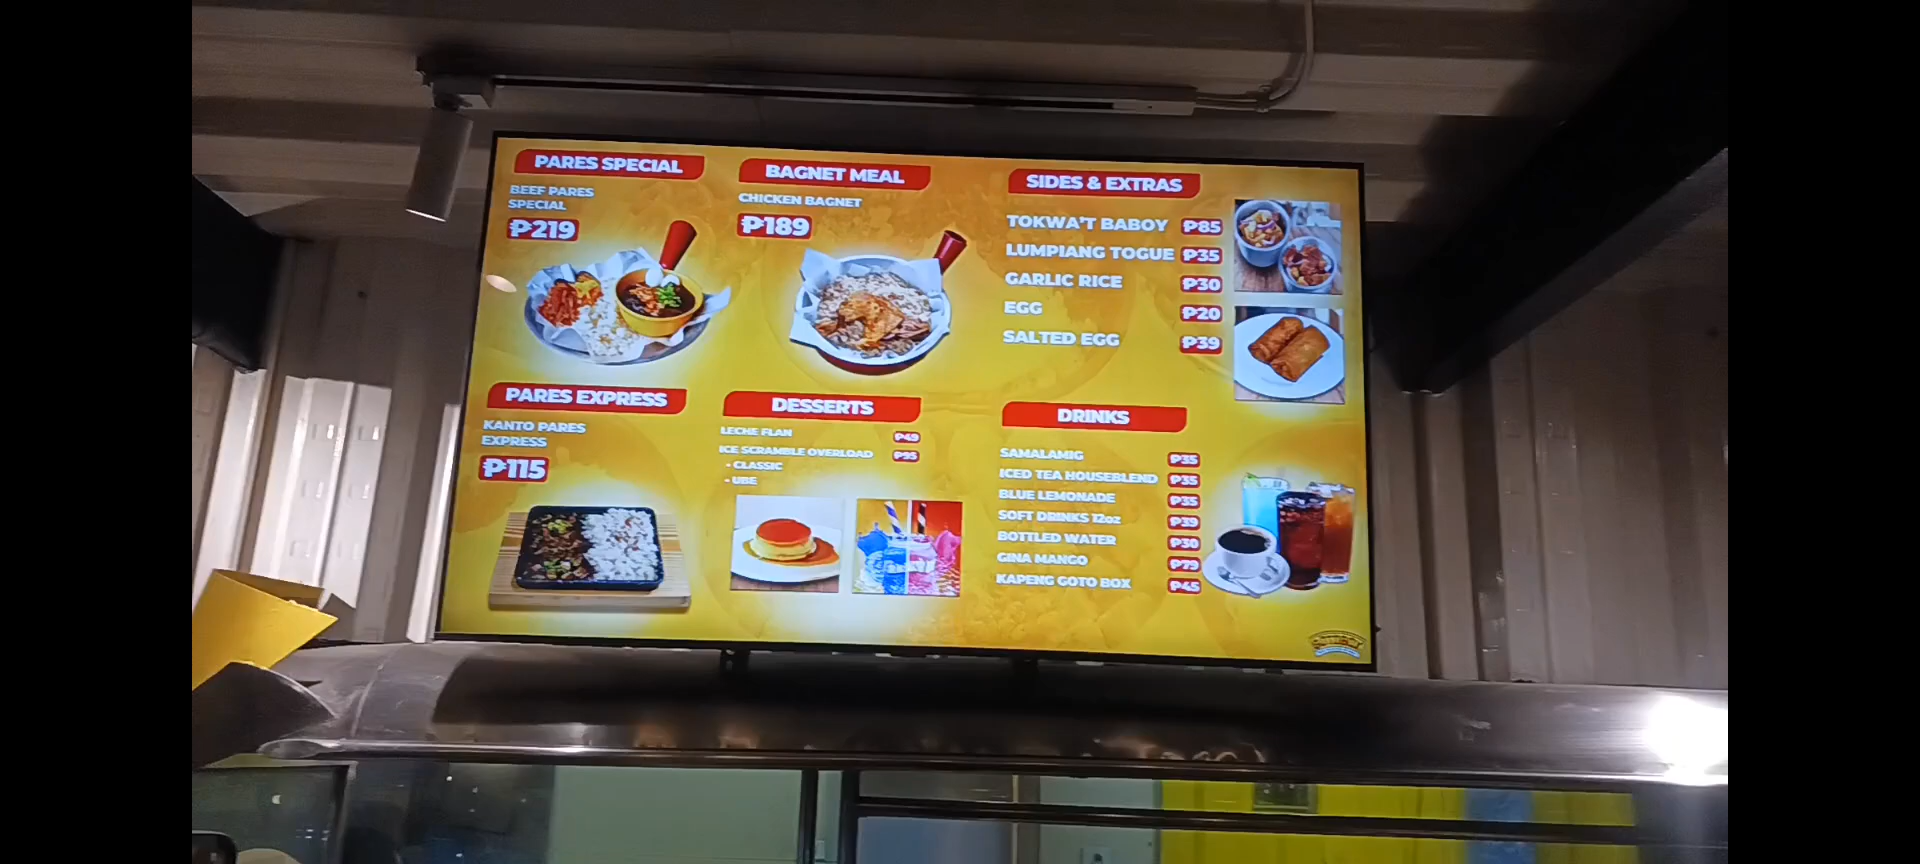 PARES SPECIAL
BEEF PARES
SPECIAL
₱219
BAGNET MEAL
CHICKEN BAGNET
₱189
SIDES & EXTRAS
TOKWA'T BABOY ₱85
LUMPIANG TOGUE ₱35
GARLIC RICE ₱30
EGG ₱20
SALTED EGG ₱39
PARES EXPRESS
KANTO PARES
EXPRESS
₱115
DESSERTS
LECHE FLAN ₱49
ICE SCRAMBLE OVERLOAD ₱95
- CLASSIC
- UBE
DRINKS
SAMALAMIG ₱35
ICED TEA HOUSEBLEND ₱35
BLUE LEMONADE ₱35
SOFT DRINKS 12oz ₱39
BOTTLED WATER ₱30
GINA MANGO ₱79
KAPENG GOTO BOX ₱45